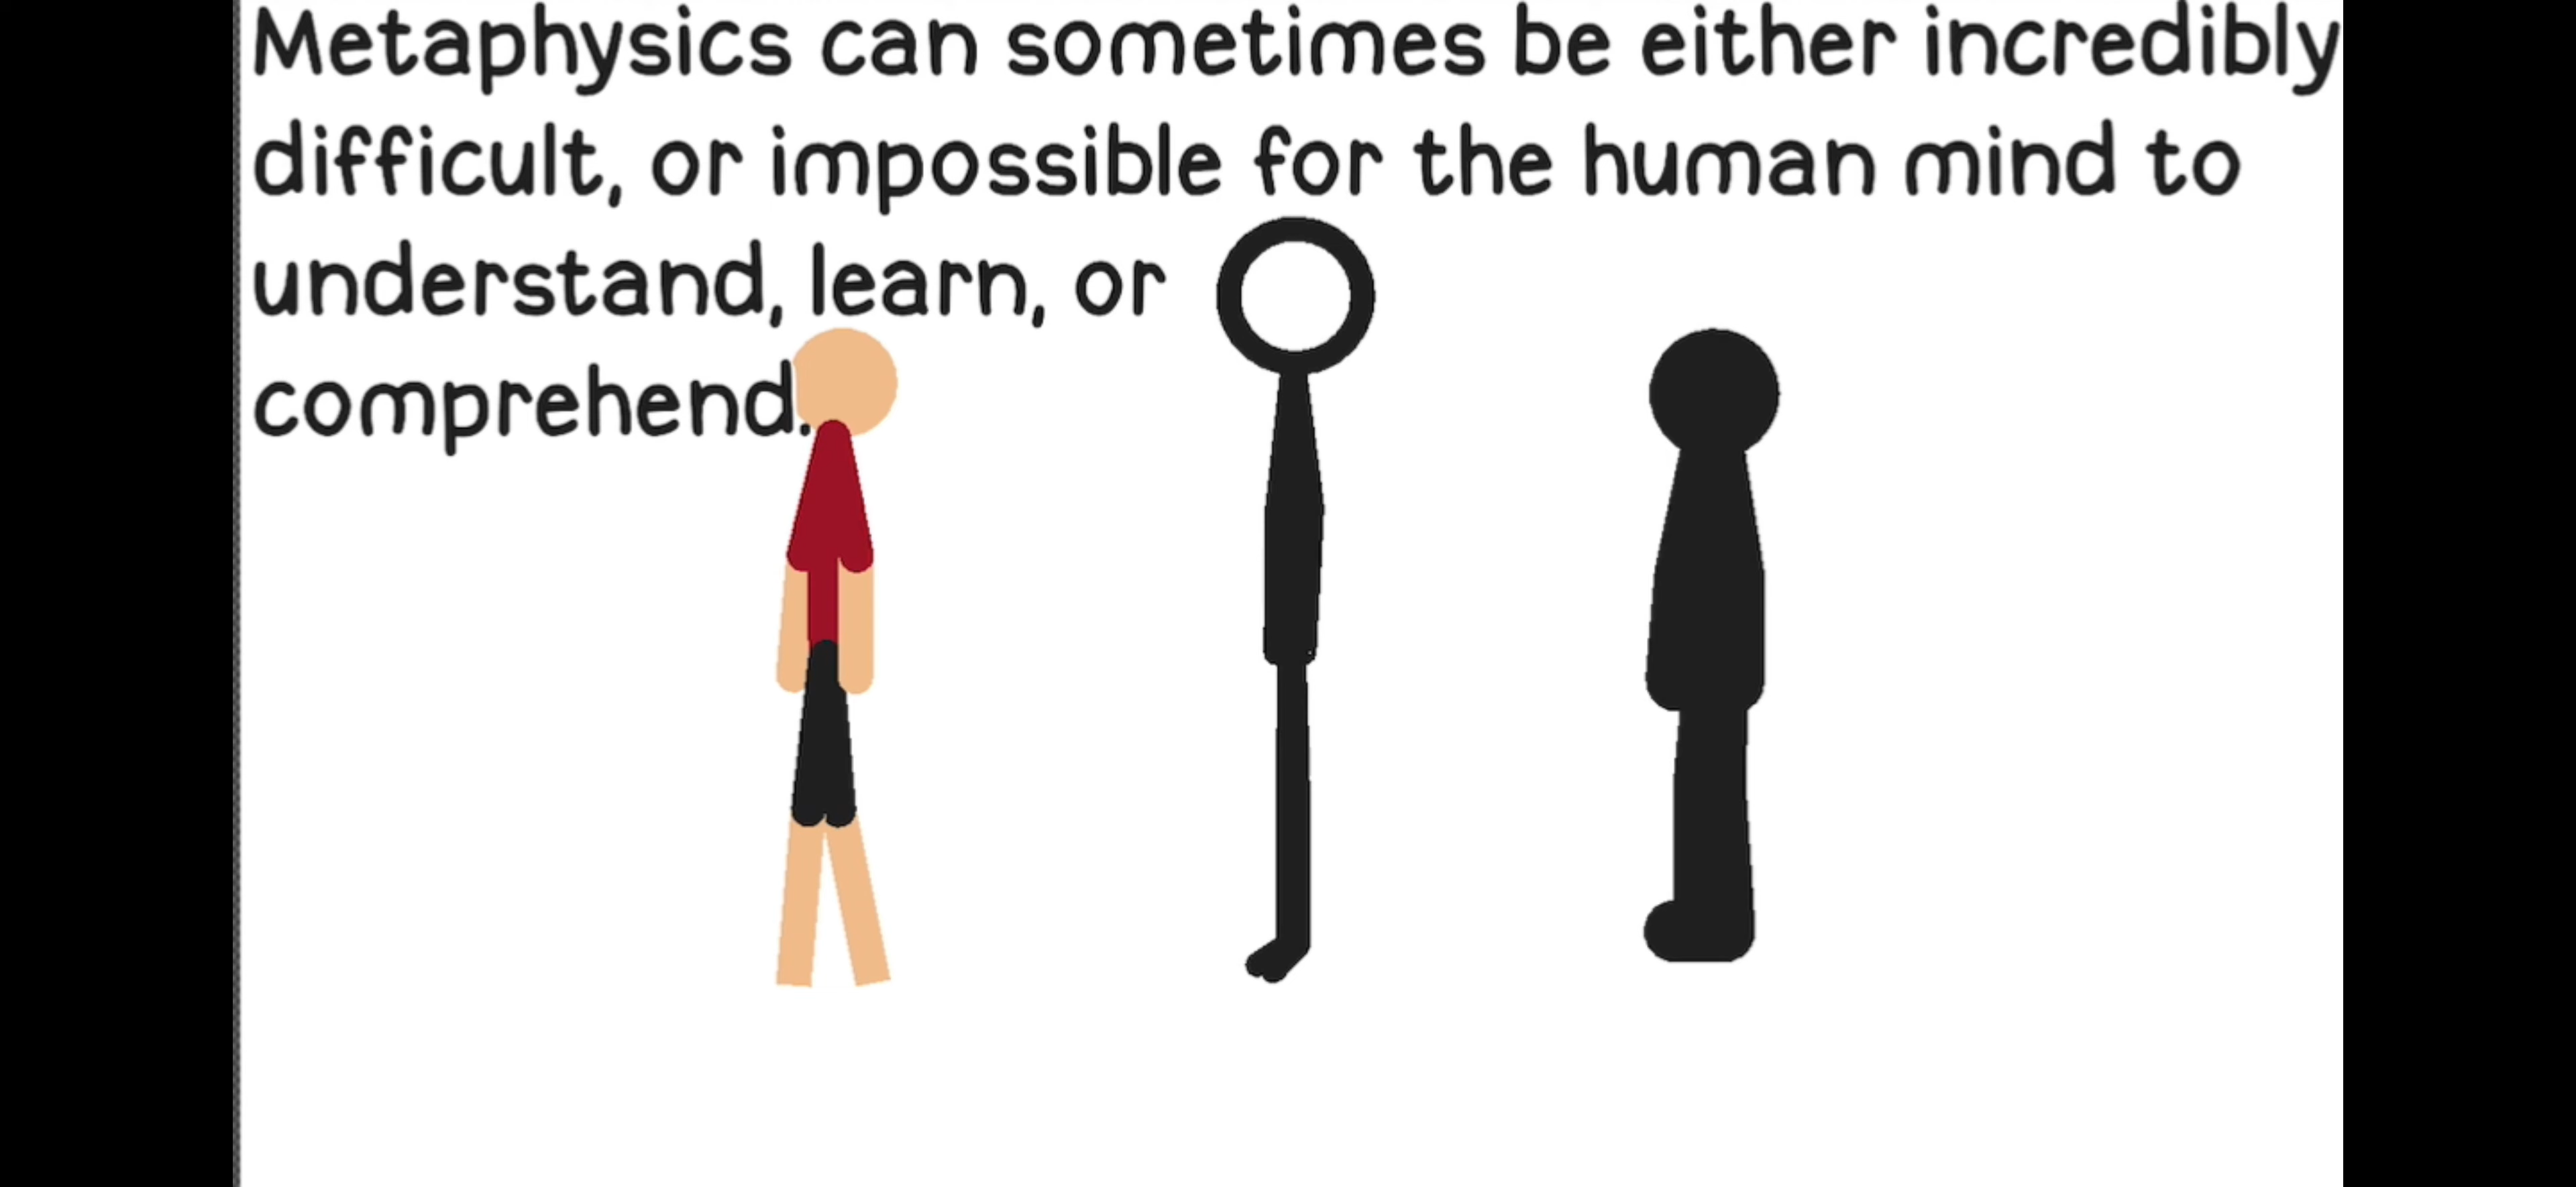 Metaphysics can sometimes be either incredibly
difficult, or impossible for the human mind to
understand, learn, or
comprehend.